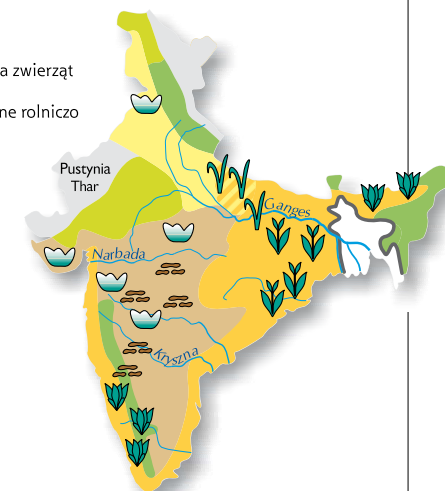 a zwierząt
ne rolniczo
Pustynia
Thar
Ganges
Narbada
Kryszna